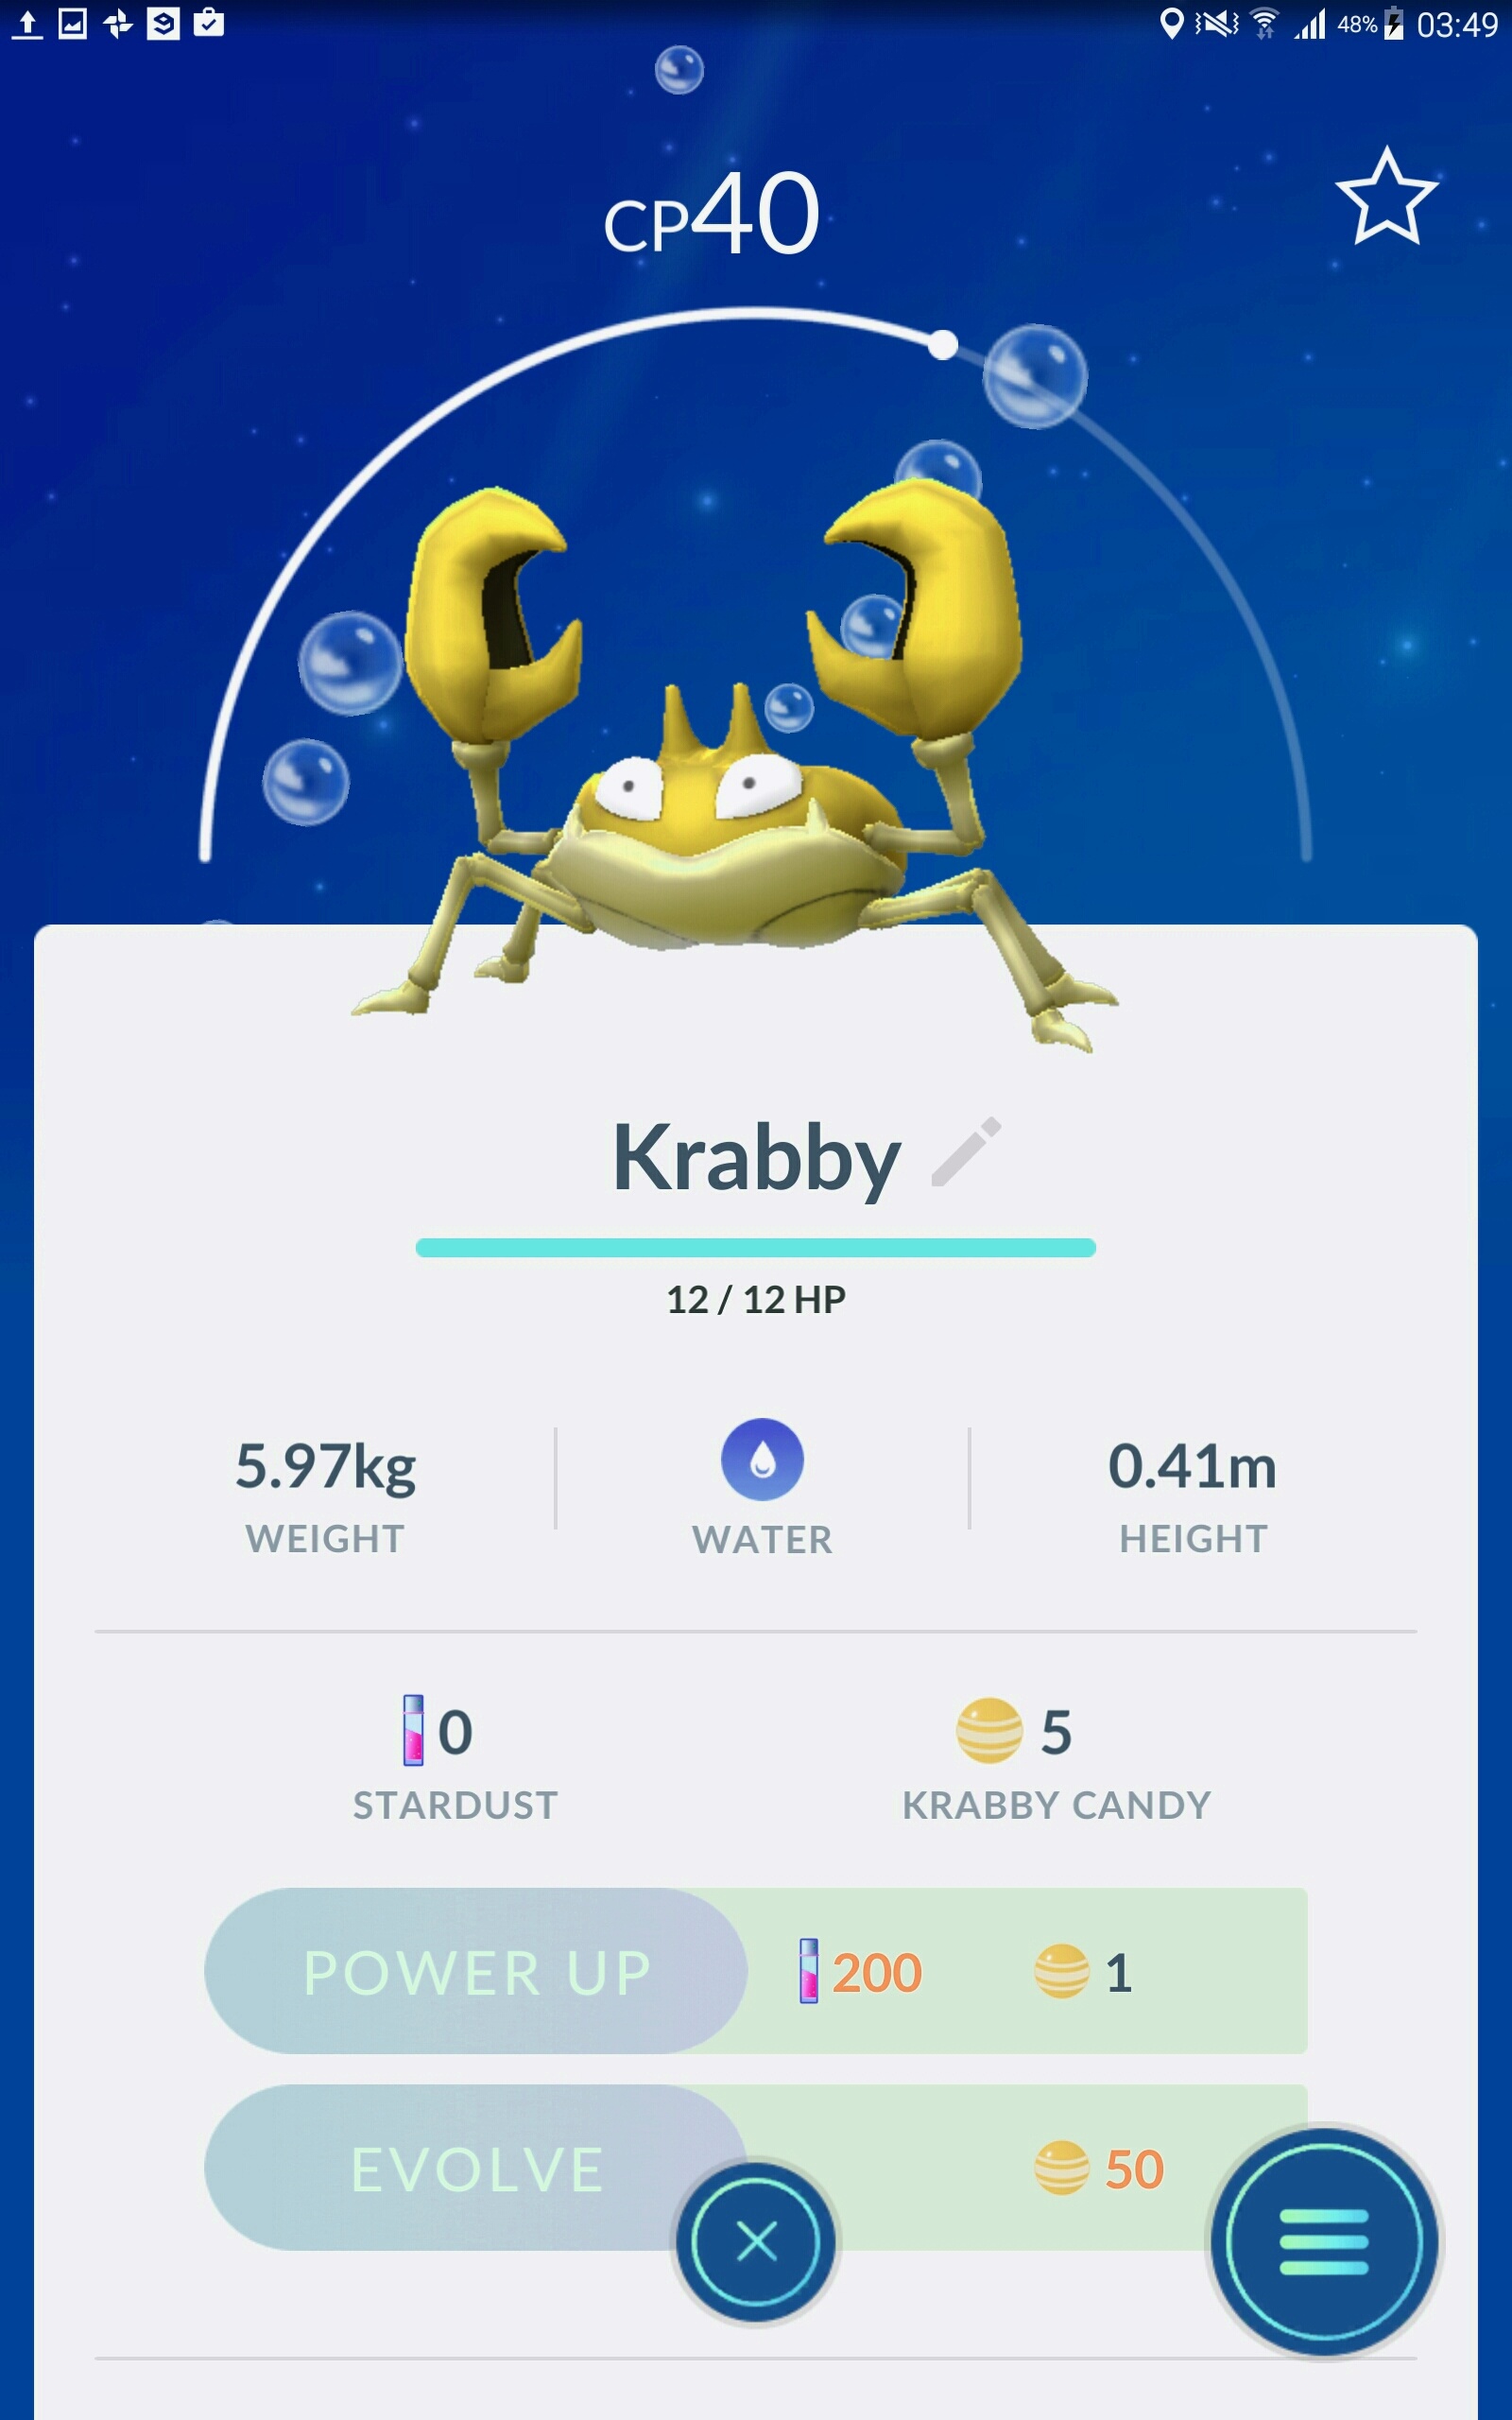 48% 03:49
CP40
Krabby
12 / 12 HP
5.97kg
WEIGHT
WATER
0.41m
HEIGHT
0
STARDUST
5
KRABBY CANDY
POWER UP 200 1
EVOLVE 50